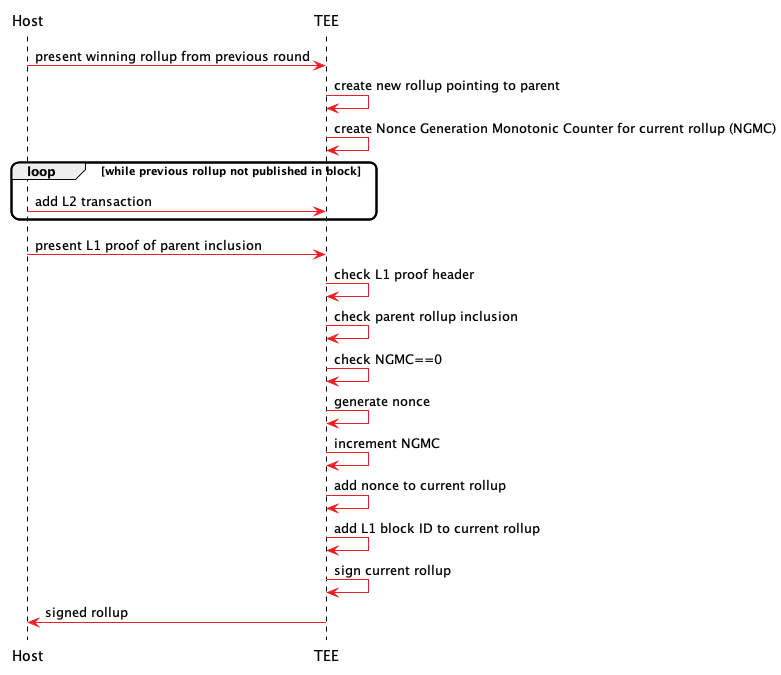 Host TEE
present winning rollup from previous round
create new rollup pointing to parent
create Nonce Generation Monotonic Counter for current rollup (NGMC)
loop [while previous rollup not published in block]
add L2 transaction
present L1 proof of parent inclusion
check L1 proof header
check parent rollup inclusion
check NGMC==0
generate nonce
increment NGMC
add nonce to current rollup
add L1 block ID to current rollup
sign current rollup
signed rollup
Host TEE